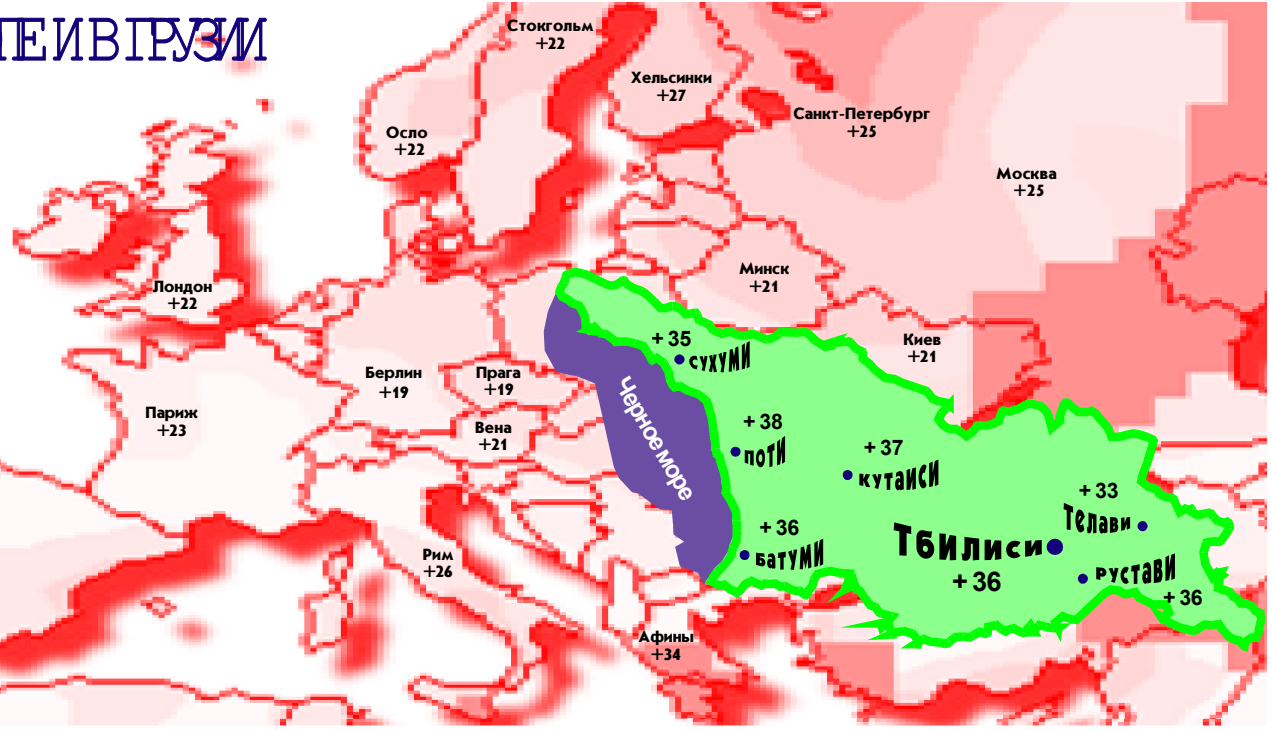 ПЕ И В ГРУЗИИ
Стокгольм
+22
Хельсинки
+27
Осло
+22
Санкт-Петербург
+25
Москва
+25
Лондон
+22
Минск
+21
Киев
+21
Берлин
+19
Прага
+19
Париж
+23
Вена
+21
Рим
+26
Афины
+34
+ 35
СУХУМИ
Черное море
+ 38
ПОТИ
+ 37
КУТАИСИ
+ 33
Телави
+ 36
БАТУМИ
Тбилиси
+ 36
РУСТАВИ
+ 36